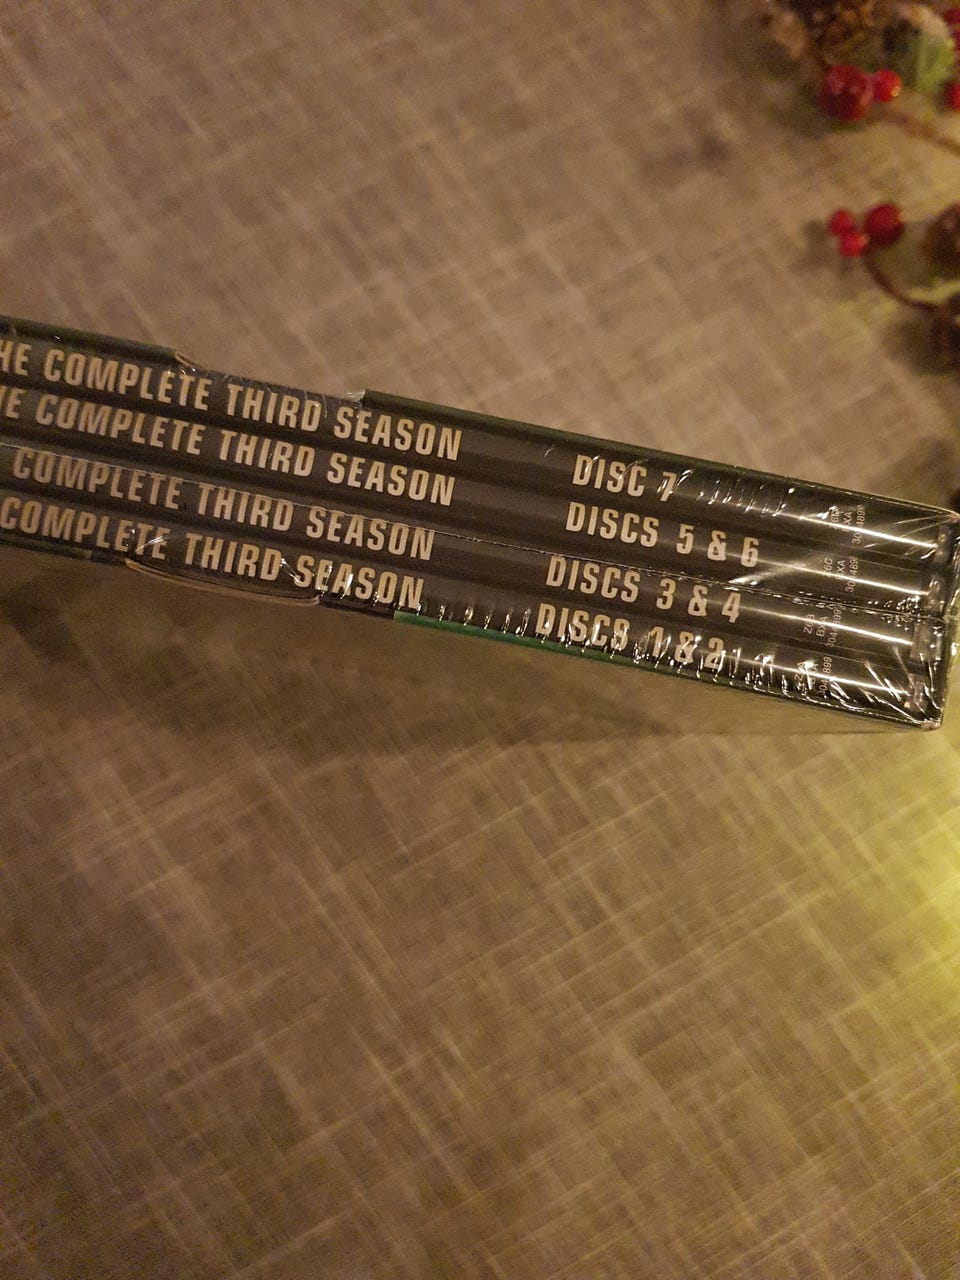 HE COMPLETE THIRD SEASON DISC 7
E COMPLETE THIRD SEASON DISCS 5 & 6
COMPLETE THIRD SEASON DISCS 3 & 4
COMPLETE THIRD SEASON DISCS 1 & 2